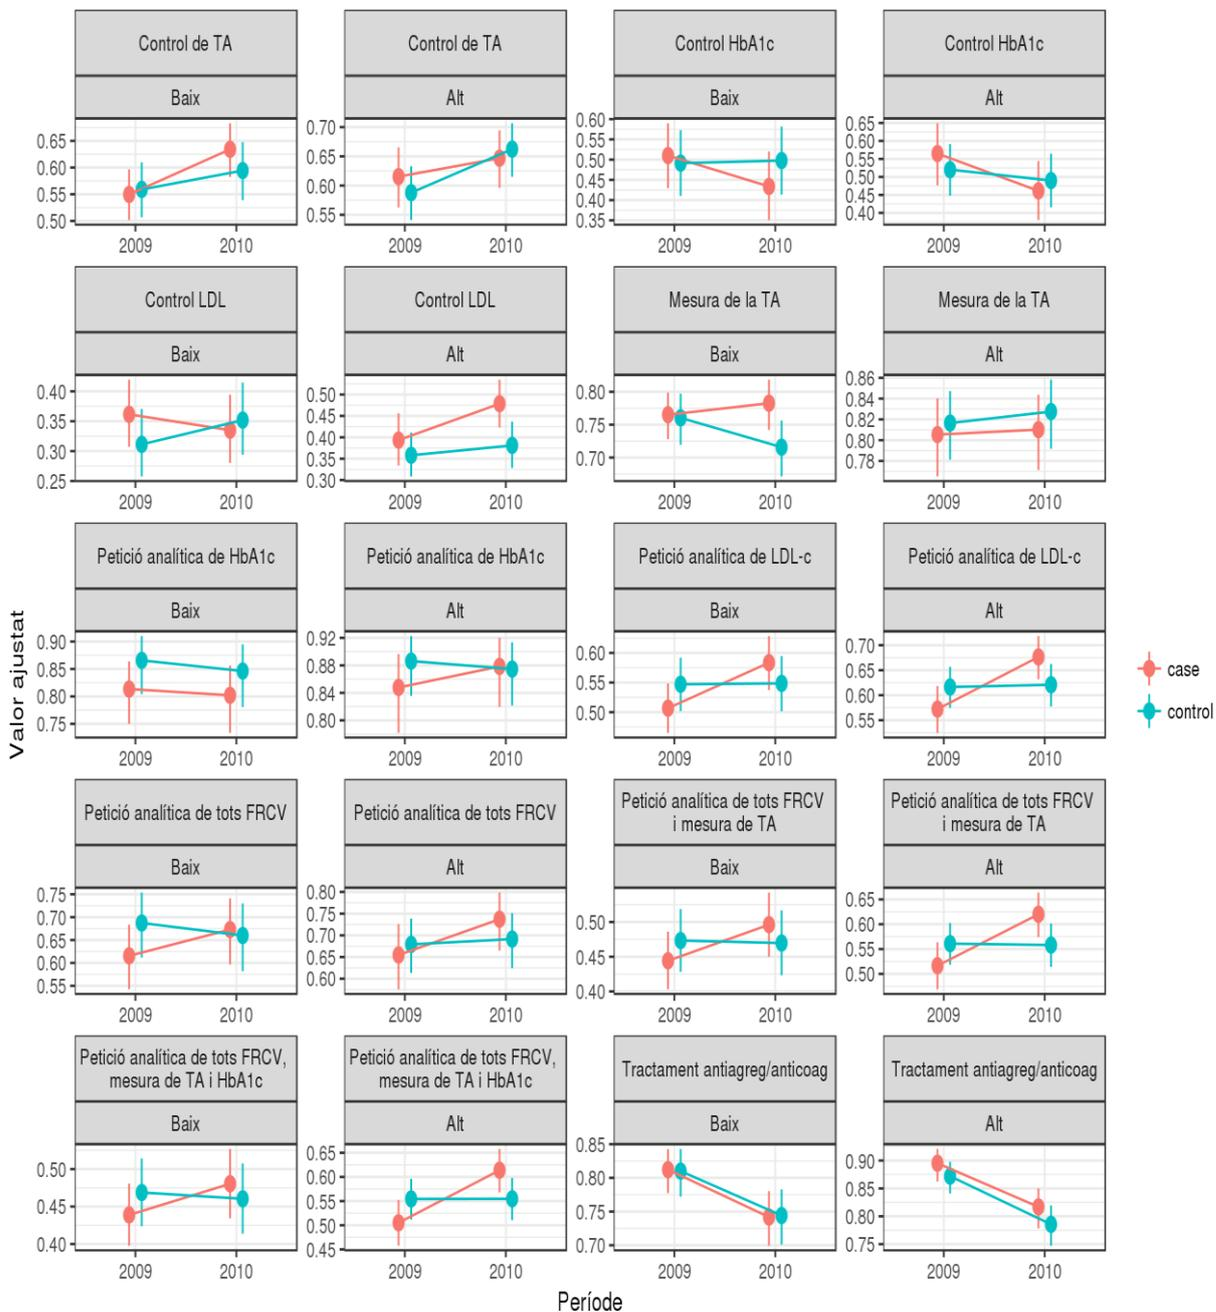 Control de TA
Baix
0.65
0.60
0.55
0.50
2009 2010
Control de TA
Alt
0.70
0.65
0.60
0.55
2009 2010
Control HbA1c
Baix
0.60
0.55
0.50
0.45
0.40
0.35
2009 2010
Control HbA1c
Alt
0.65
0.60
0.55
0.50
0.45
0.40
2009 2010
Control LDL
Baix
0.40
0.35
0.30
0.25
2009 2010
Control LDL
Alt
0.50
0.45
0.40
0.35
0.30
2009 2010
Mesura de la TA
Baix
0.80
0.75
0.70
2009 2010
Mesura de la TA
Alt
0.86
0.84
0.82
0.80
0.78
2009 2010
Petició analítica de HbA1c
Baix
0.90
0.85
0.80
0.75
2009 2010
Petició analítica de HbA1c
Alt
0.92
0.88
0.84
0.80
2009 2010
Petició analítica de LDL-c
Baix
0.60
0.55
0.50
2009 2010
Petició analítica de LDL-c
Alt
0.70
0.65
0.60
0.55
2009 2010
Petició analítica de tots FRCV
Baix
0.75
0.70
0.65
0.60
0.55
2009 2010
Petició analítica de tots FRCV
Alt
0.80
0.75
0.70
0.65
0.60
2009 2010
Petició analítica de tots FRCV
i mesura de TA
Baix
0.50
0.45
0.40
2009 2010
Petició analítica de tots FRCV
i mesura de TA
Alt
0.65
0.60
0.55
0.50
2009 2010
Petició analítica de tots FRCV,
mesura de TA i HbA1c
Baix
0.50
0.45
0.40
2009 2010
Petició analítica de tots FRCV,
mesura de TA i HbA1c
Alt
0.65
0.60
0.55
0.50
0.45
2009 2010
Tractament antiagreg/anticoag
Baix
0.85
0.80
0.75
0.70
2009 2010
Tractament antiagreg/anticoag
Alt
0.90
0.85
0.80
0.75
2009 2010
Valor ajustat
Període
case
control